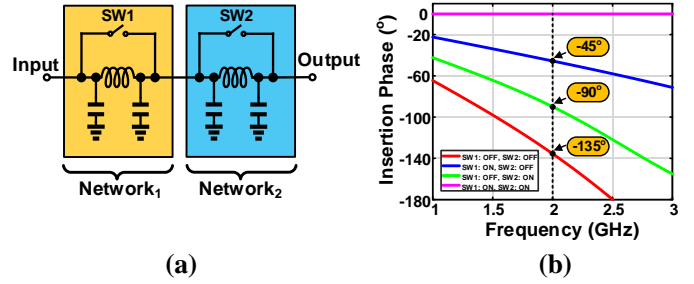 SW1
SW2
Input
Output
Network1
Network2
(a)
Insertion Phase (°)
0
-20
-60
-100
-140
-180
-45°
-90°
-135°
SW1: OFF, SW2: OFF
SW1: ON, SW2: OFF
SW1: OFF, SW2: ON
SW1: ON, SW2: ON
1
1.5
2
2.5
3
Frequency (GHz)
(b)